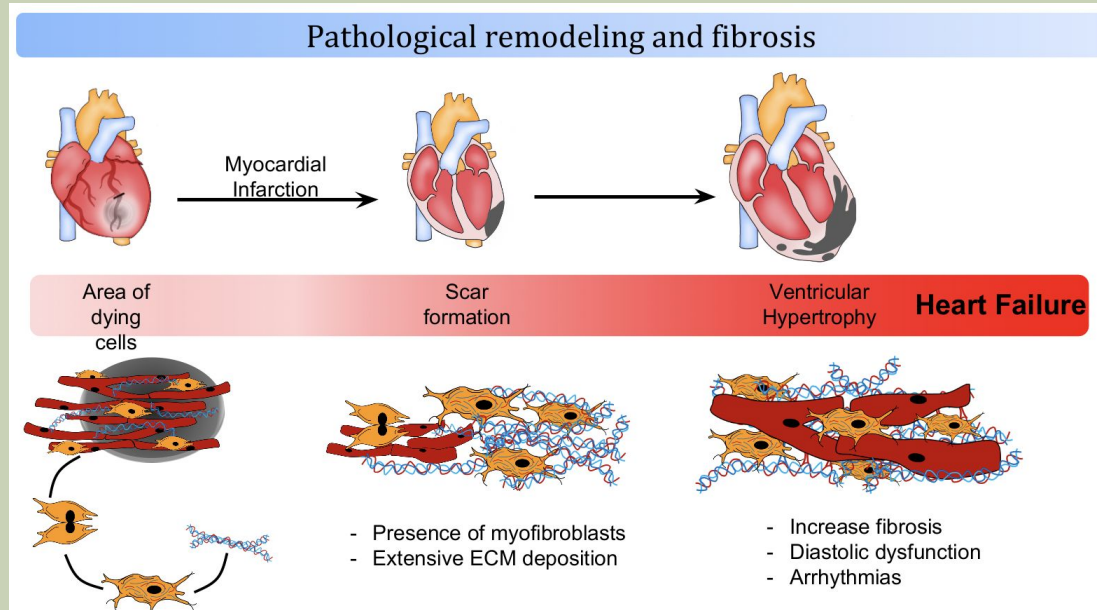 Pathological remodeling and fibrosis
Myocardial
Infarction
Area of
dying
cells
Scar
formation
Ventricular
Hypertrophy
Heart Failure
- Presence of myofibroblasts
- Extensive ECM deposition
- Increase fibrosis
- Diastolic dysfunction
- Arrhythmias